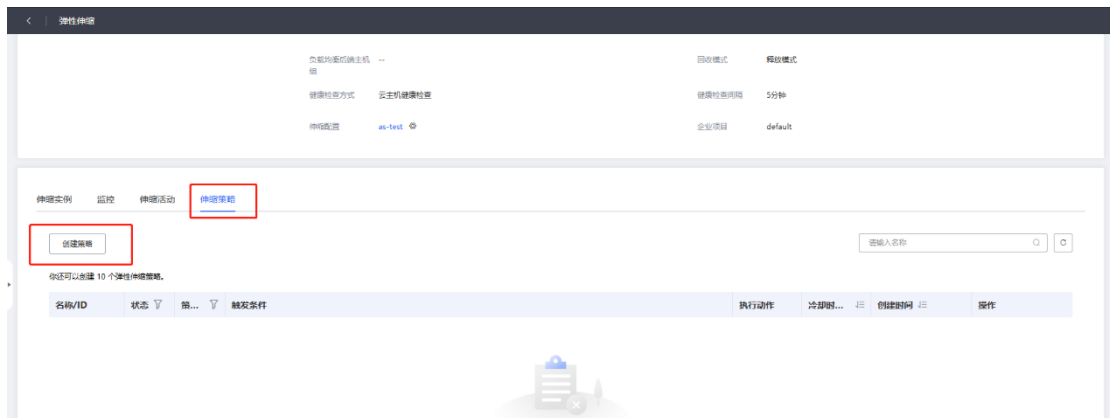 弹性伸缩
负载均衡后端主机组 -- 回收模式 释放模式
健康检查方式 云主机健康检查 健康检查间隔 5分钟
伸缩配置 as-test 企业项目 default
伸缩实例 监控 伸缩活动 伸缩策略
创建策略 请输入名称
你还可以创建 10 个弹性伸缩策略。
名称/ID 状态 策... 触发条件 执行动作 冷却时... 创建时间 操作